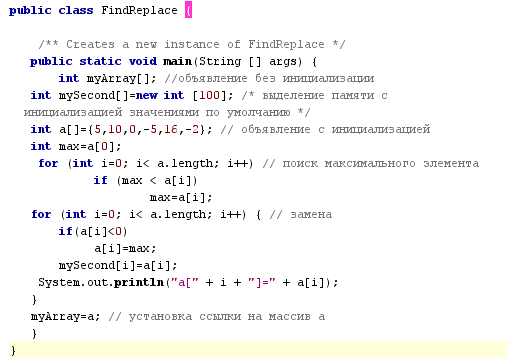 public class FindReplace {
/** Creates a new instance of FindReplace */
public static void main(String [] args) {
int myArray[]; //объявление без инициализации
int mySecond[]=new int [100]; /* выделение памяти с
инициализацией значениями по умолчанию */
int a[]={5,10,0,-5,16,-2}; // объявление с инициализацией
int max=a[0];
for (int i=0; i< a.length; i++) // поиск максимального элемента
if (max < a[i])
max=a[i];
for (int i=0; i< a.length; i++) { // замена
if(a[i]<0)
a[i]=max;
mySecond[i]=a[i];
System.out.println("a[" + i + "]=" + a[i]);
}
myArray=a; // установка ссылки на массив a
}
}